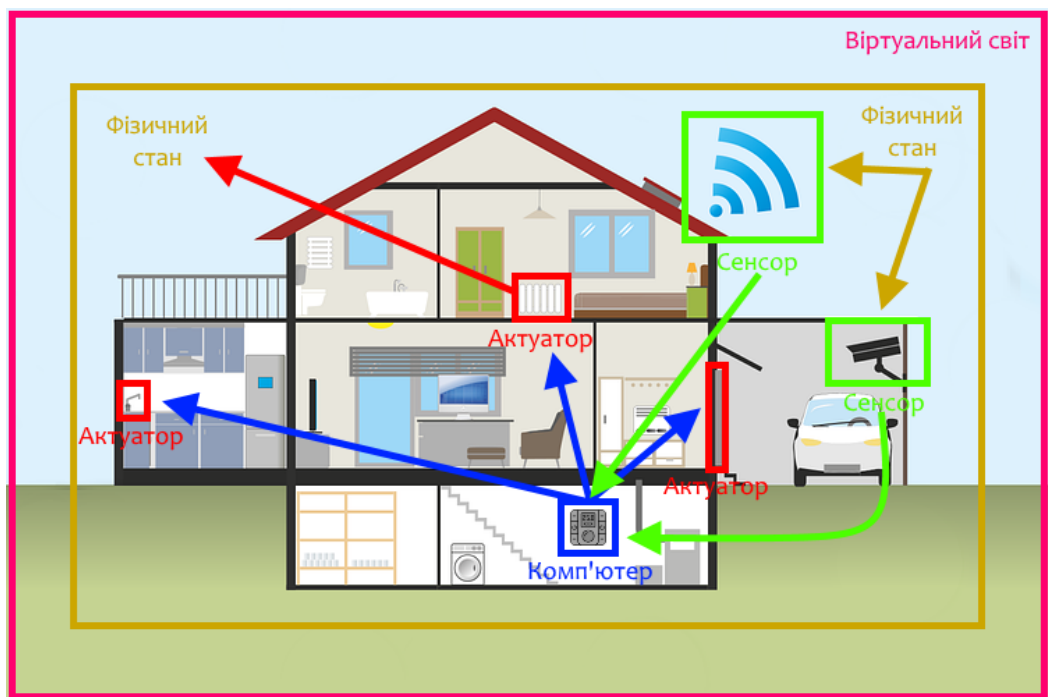 Віртуальний світ
Фізичний
стан
Фізичний
стан
Сенсор
Актуатор
Сенсор
Актуатор
Актуатор
Комп'ютер